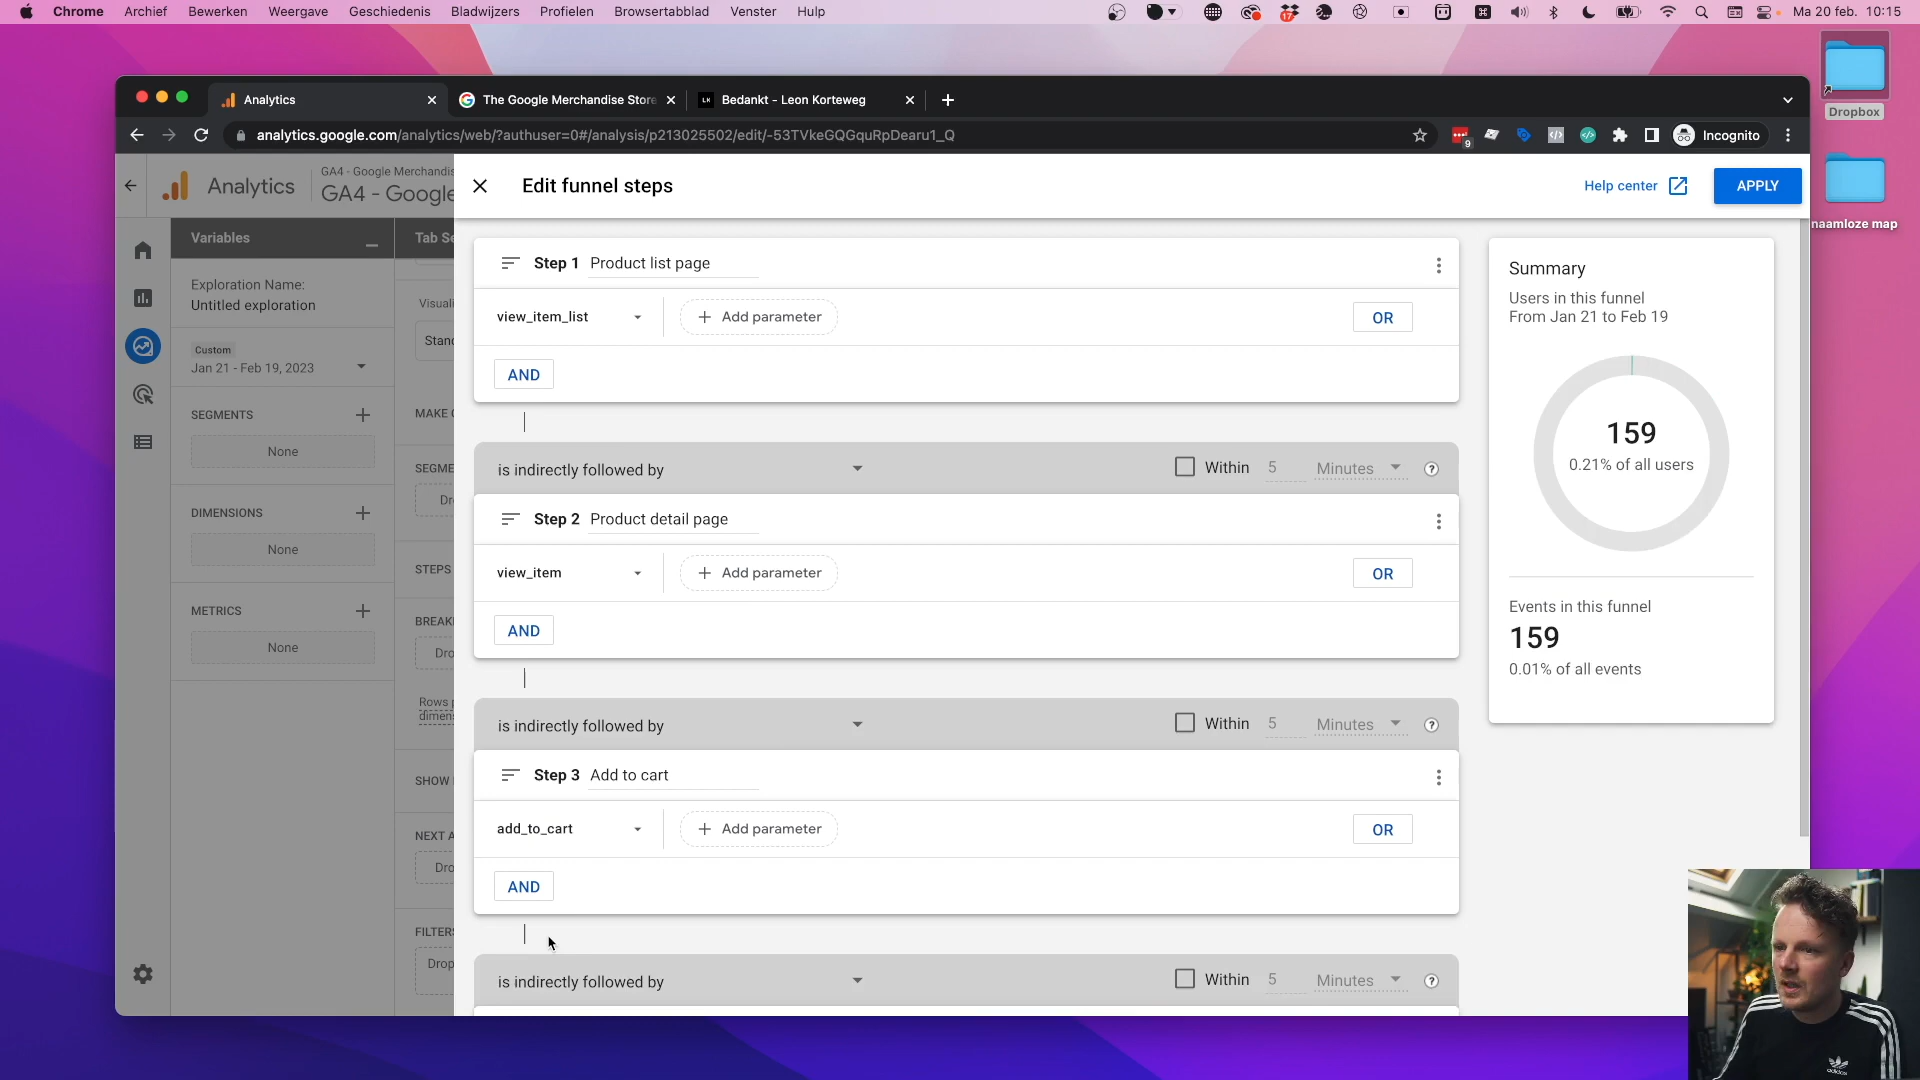 Chrome Archief Bewerken Weergave Geschiedenis Bladwijzers Profielen Browsertabblad Venster Hulp
17
Ma 20 feb. 10:15
Dropbox
naamloze map
Analytics
The Google Merchandise Store
Bedankt - Leon Korteweg
analytics.google.com/analytics/web/?authuser=0#/analysis/p213025502/edit/-53TVkeGQGquRpDearu1_Q
9
Incognito
Analytics
GA4 - Google Merchandis
GA4 - Google
Edit funnel steps
Help center
APPLY
Variables
Tab Se
Exploration Name:
Untitled exploration
Custom
Jan 21 - Feb 19, 2023
SEGMENTS
None
DIMENSIONS
None
METRICS
None
Visuali
Stand
MAKE O
SEGME
Dr
STEPS
BREAK
Dro
Rows p
dimens
SHOW
NEXT A
Dro
FILTERS
Drop
Step 1 Product list page
view_item_list
Add parameter
OR
AND
is indirectly followed by
Within 5 Minutes
?
Step 2 Product detail page
view_item
Add parameter
OR
AND
is indirectly followed by
Within 5 Minutes
?
Step 3 Add to cart
add_to_cart
Add parameter
OR
AND
is indirectly followed by
Within 5 Minutes
?
Summary
Users in this funnel
From Jan 21 to Feb 19
159
0.21% of all users
Events in this funnel
159
0.01% of all events
adidas